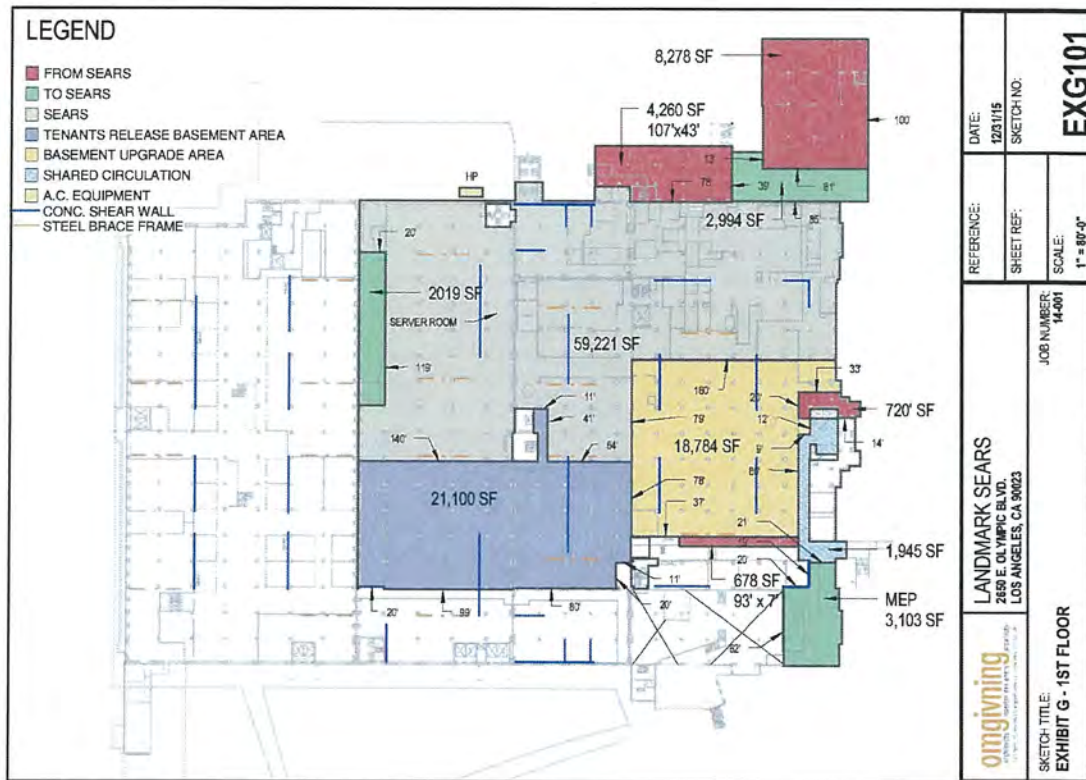 LEGEND
FROM SEARS
TO SEARS
SEARS
TENANTS RELEASE BASEMENT AREA
BASEMENT UPGRADE AREA
SHARED CIRCULATION
A.C. EQUIPMENT
CONC. SHEAR WALL
STEEL BRACE FRAME
8,278 SF
100'
4,260 SF
107'x43'
13'
78'
39'
81'
2,994 SF
HP
20'
2019 SF
SERVER ROOM
119'
59,221 SF
160'
33'
720' SF
14'
12'
9'
11'
41'
79'
64'
140'
18,784 SF
78'
37'
21,100 SF
21'
1,945 SF
20'
678 SF
93' x 7'
11'
20'
20'
99'
80'
MEP
3,103 SF
DATE:
12/31/15
SKETCH NO:
EXG101
REFERENCE:
SHEET REF:
SCALE:
1" = 80'-0"
LANDMARK SEARS
2650 E. OLYMPIC BLVD.
LOS ANGELES, CA 90023
JOB NUMBER:
14-001
omgivning
SKETCH TITLE:
EXHIBIT G - 1ST FLOOR